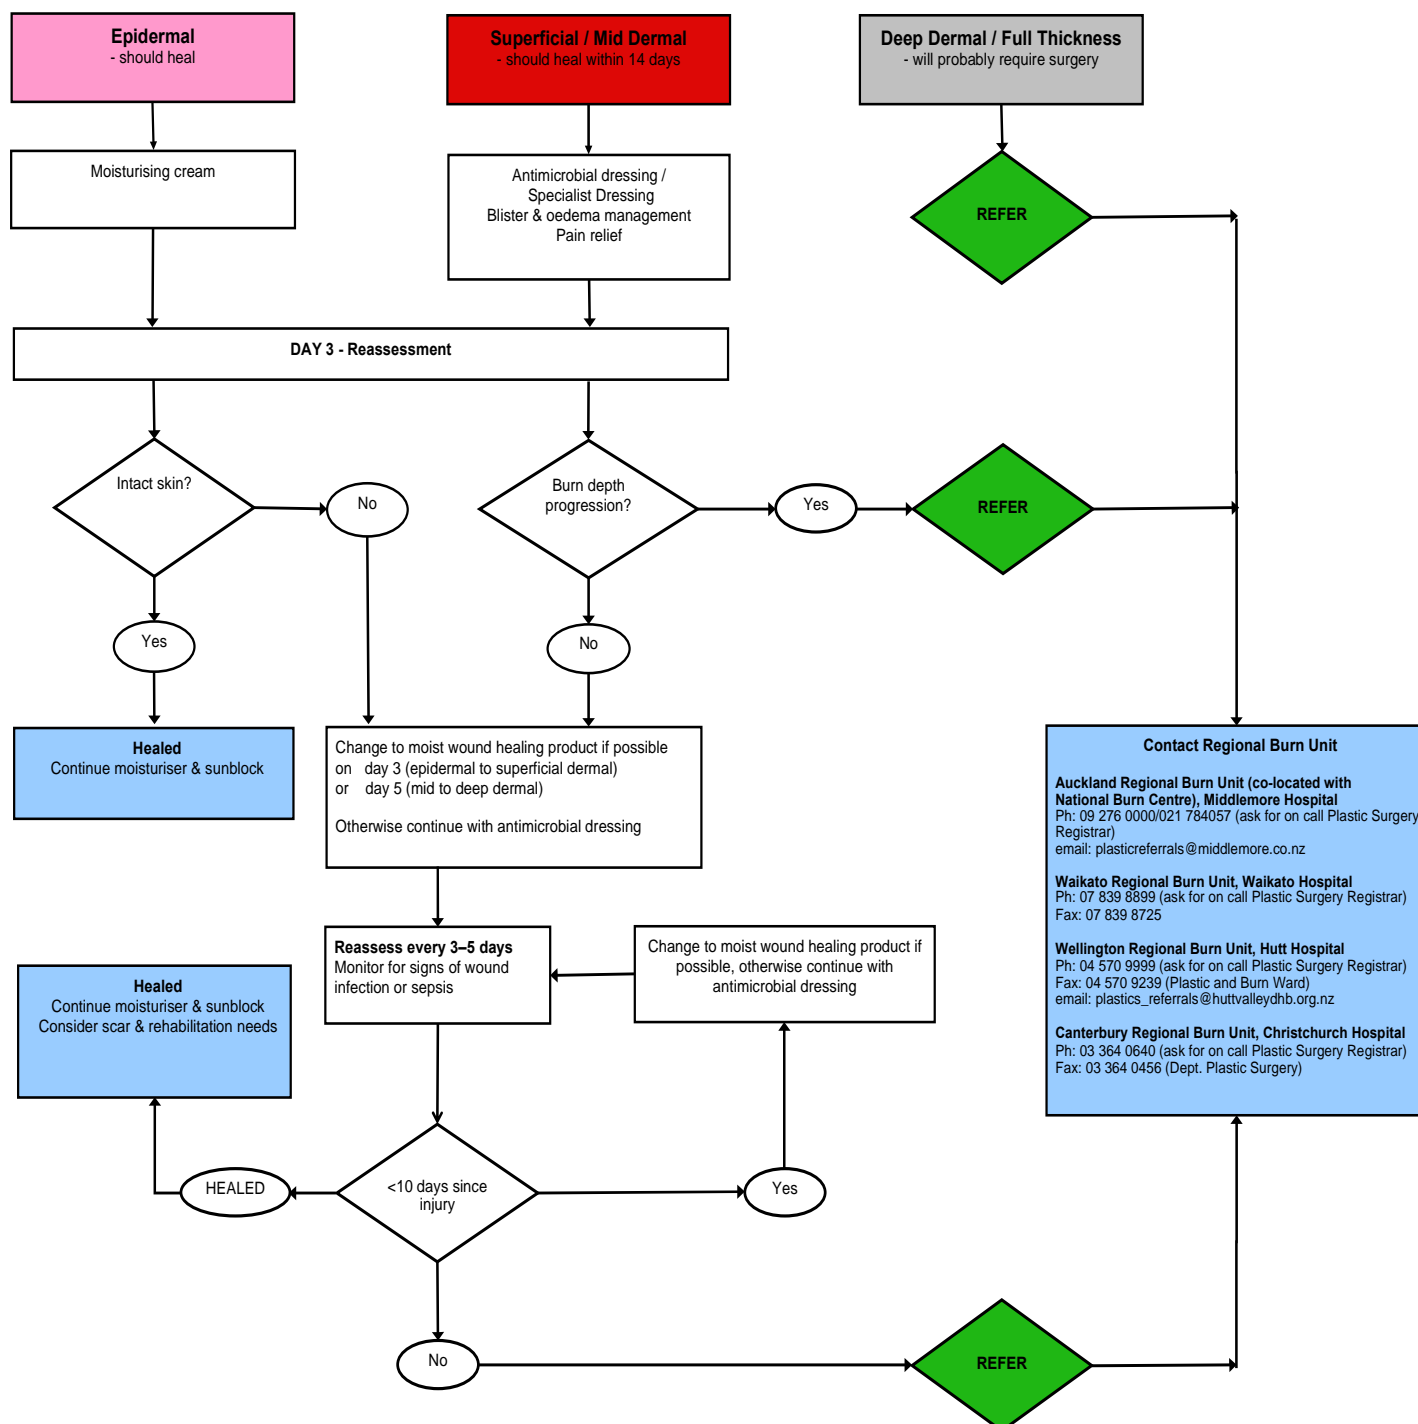 Epidermal
- should heal
Superficial / Mid Dermal
- should heal within 14 days
Deep Dermal / Full Thickness
- will probably require surgery
Moisturising cream
Antimicrobial dressing /
Specialist Dressing
Blister & oedema management
Pain relief
REFER
DAY 3 - Reassessment
Intact skin?
No
Burn depth
progression?
Yes
REFER
Yes
No
Healed
Continue moisturiser & sunblock
Change to moist wound healing product if possible
on day 3 (epidermal to superficial dermal)
or day 5 (mid to deep dermal)
Otherwise continue with antimicrobial dressing
Contact Regional Burn Unit
Auckland Regional Burn Unit (co-located with
National Burn Centre), Middlemore Hospital
Ph: 09 276 0000/021 784057 (ask for on call Plastic Surgery
Registrar)
email: plasticreferrals@middlemore.co.nz
Waikato Regional Burn Unit, Waikato Hospital
Ph: 07 839 8899 (ask for on call Plastic Surgery Registrar)
Fax: 07 839 8725
Wellington Regional Burn Unit, Hutt Hospital
Ph: 04 570 9999 (ask for on call Plastic Surgery Registrar)
Fax: 04 570 9239 (Plastic and Burn Ward)
email: plastics_referrals@huttvalleydhb.org.nz
Canterbury Regional Burn Unit, Christchurch Hospital
Ph: 03 364 0640 (ask for on call Plastic Surgery Registrar)
Fax: 03 364 0456 (Dept. Plastic Surgery)
Reassess every 3–5 days
Monitor for signs of wound
infection or sepsis
Change to moist wound healing product if
possible, otherwise continue with
antimicrobial dressing
Healed
Continue moisturiser & sunblock
Consider scar & rehabilitation needs
HEALED
<10 days since
injury
Yes
No
REFER